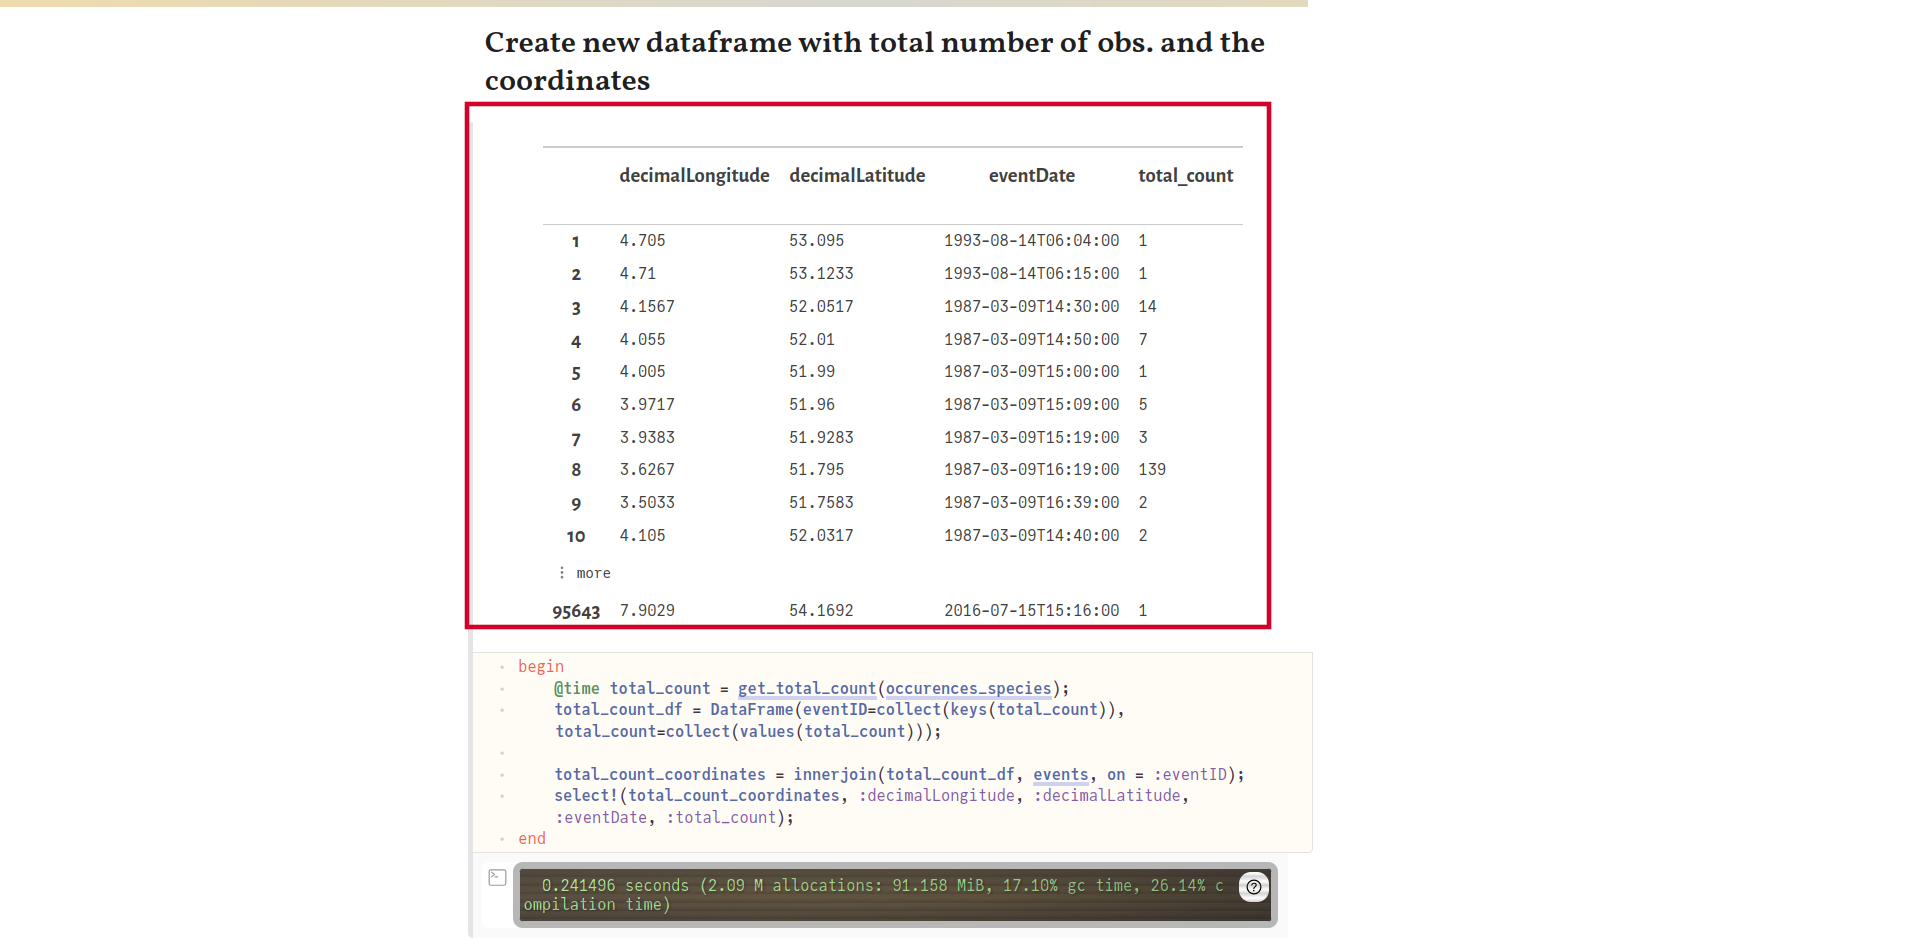 Create new dataframe with total number of obs. and the
coordinates
decimalLongitude decimalLatitude eventDate total_count
1 4.705 53.095 1993-08-14T06:04:00 1
2 4.71 53.1233 1993-08-14T06:15:00 1
3 4.1567 52.0517 1987-03-09T14:30:00 14
4 4.055 52.01 1987-03-09T14:50:00 7
5 4.005 51.99 1987-03-09T15:00:00 1
6 3.9717 51.96 1987-03-09T15:09:00 5
7 3.9383 51.9283 1987-03-09T15:19:00 3
8 3.6267 51.795 1987-03-09T16:19:00 139
9 3.5033 51.7583 1987-03-09T16:39:00 2
10 4.105 52.0317 1987-03-09T14:40:00 2
⋮ more
95643 7.9029 54.1692 2016-07-15T15:16:00 1
begin
@time total_count = get_total_count(occurences_species);
total_count_df = DataFrame(eventID=collect(keys(total_count)),
total_count=collect(values(total_count)));
total_count_coordinates = innerjoin(total_count_df, events, on = :eventID);
select!(total_count_coordinates, :decimalLongitude, :decimalLatitude,
:eventDate, :total_count);
end
0.241496 seconds (2.09 M allocations: 91.158 MiB, 17.10% gc time, 26.14% c
ompilation time)